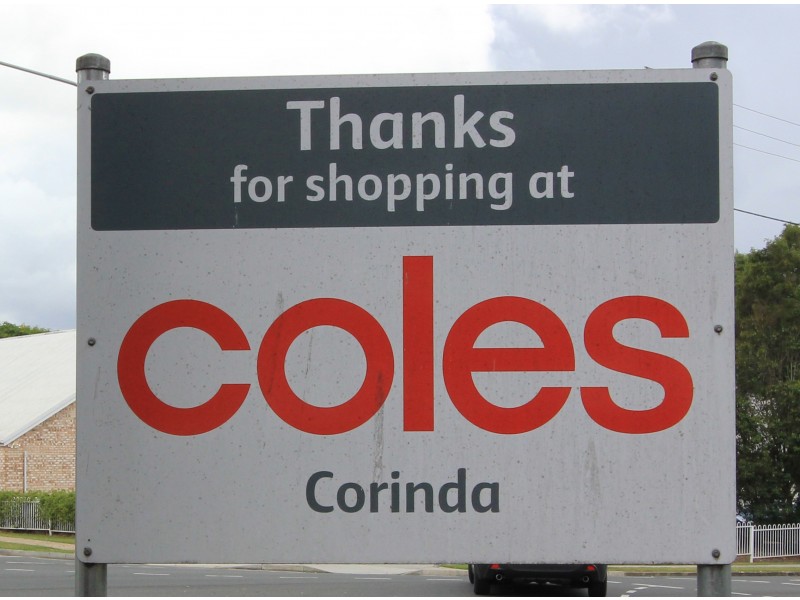 Thanks
for shopping at
coles
Corinda